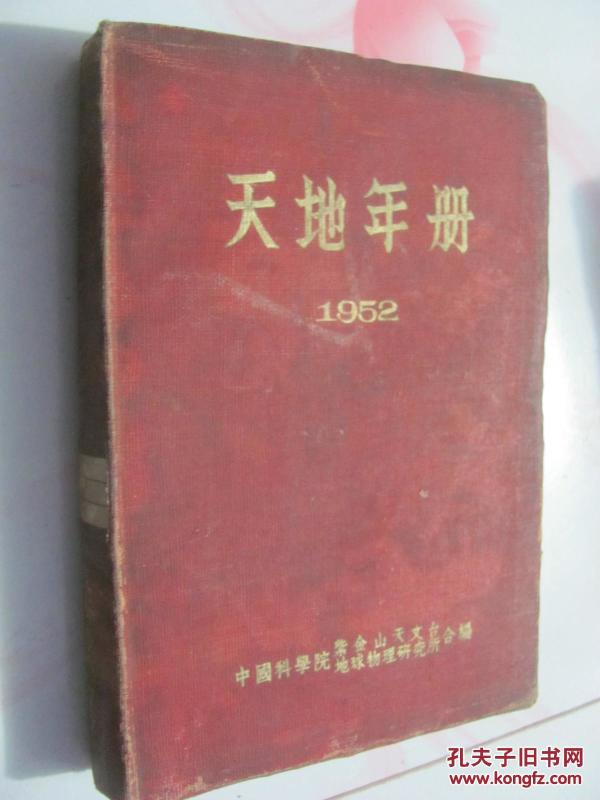 天地年册
1952
中國科學院
紫金山天文台
地球物理研究所
合編
孔夫子旧书网
www.kongfz.com